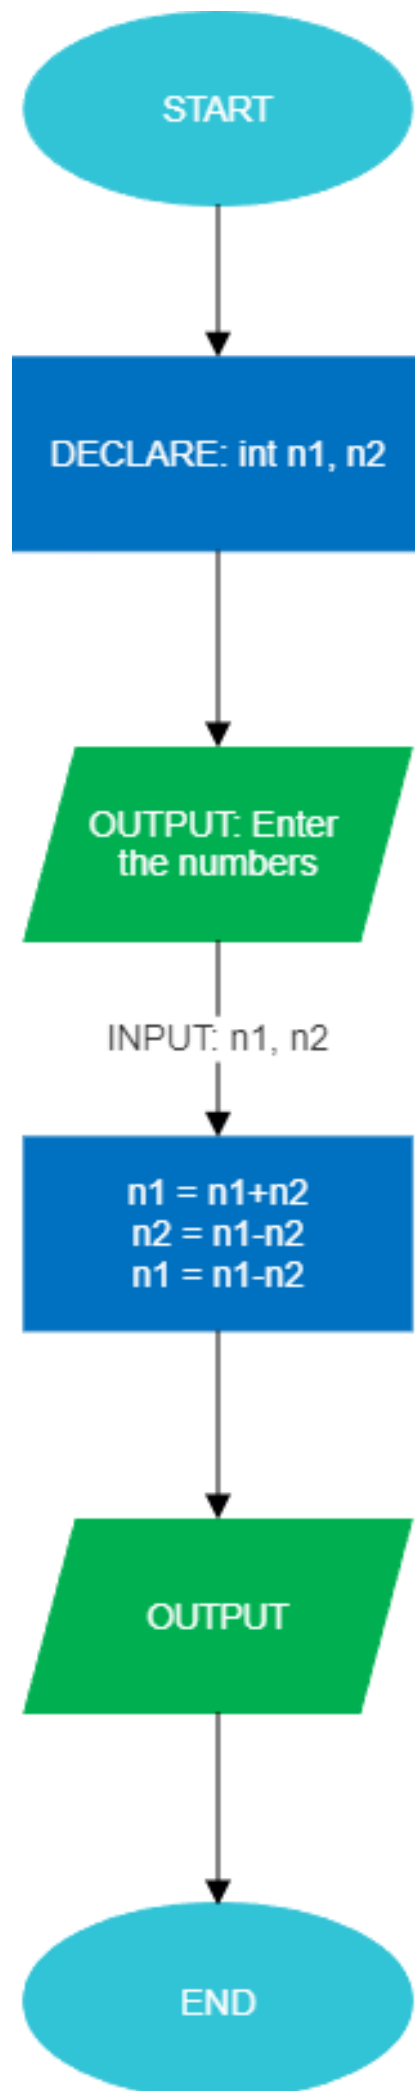 START
DECLARE: int n1, n2
OUTPUT: Enter
the numbers
INPUT: n1, n2
n1 = n1+n2
n2 = n1-n2
n1 = n1-n2
OUTPUT
END